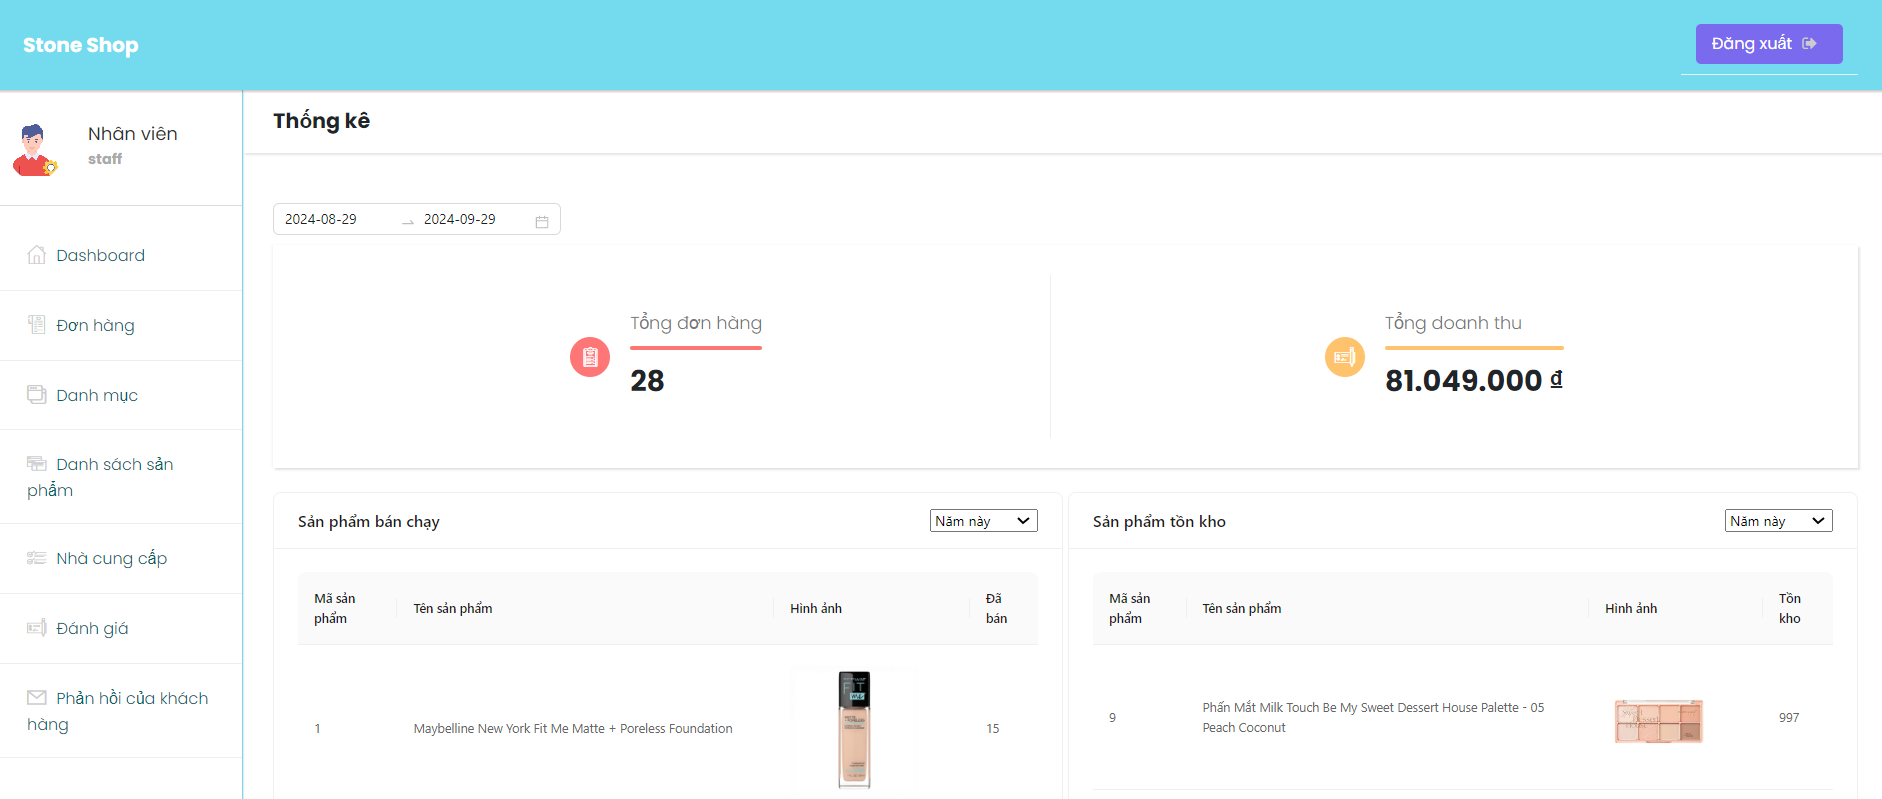 Stone Shop
Đăng xuất
Nhân viên
staff
Thống kê
Dashboard
Đơn hàng
Danh mục
Danh sách sản
phẩm
Nhà cung cấp
Đánh giá
Phản hồi của khách
hàng
2024-08-29
2024-09-29
Tổng đơn hàng
28
Tổng doanh thu
81.049.000 ₫
Sản phẩm bán chạy
Năm này
Mã sản
phẩm
Tên sản phẩm
Hình ảnh
Đã
bán
1
Maybelline New York Fit Me Matte + Poreless Foundation
FIT
15
Sản phẩm tồn kho
Năm này
Mã sản
phẩm
Tên sản phẩm
Hình ảnh
Tồn
kho
9
Phấn Mắt Milk Touch Be My Sweet Dessert House Palette - 05
Peach Coconut
997